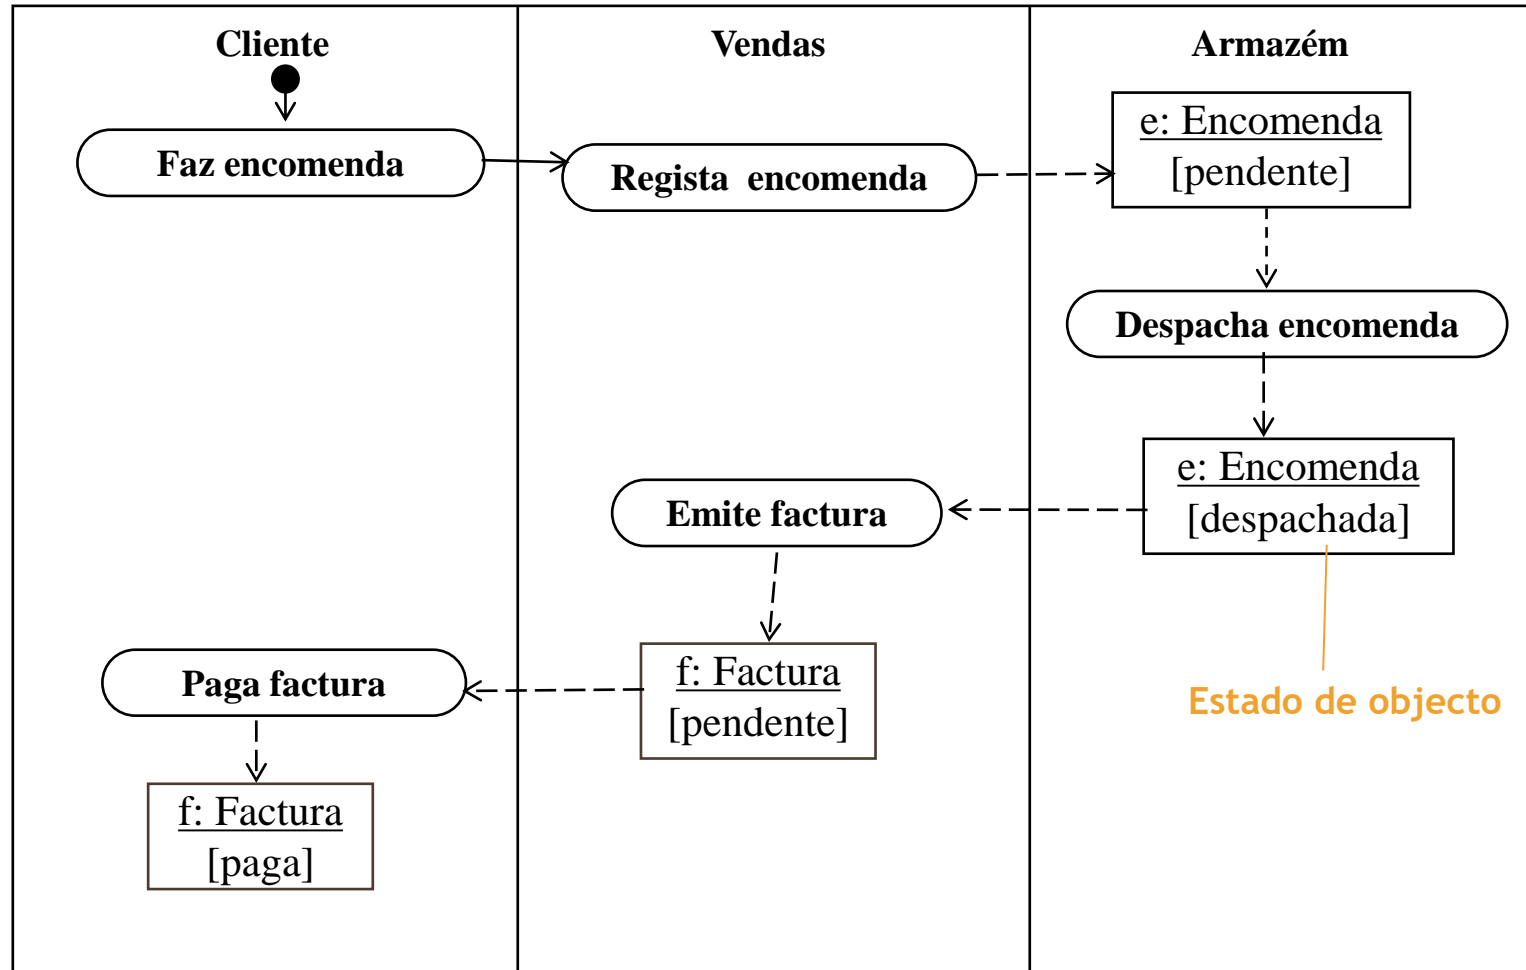 Cliente
Vendas
Armazém
Faz encomenda
Regista encomenda
e: Encomenda
[pendente]
Despacha encomenda
e: Encomenda
[despachada]
Estado de objecto
Emite factura
f: Factura
[pendente]
Paga factura
f: Factura
[paga]